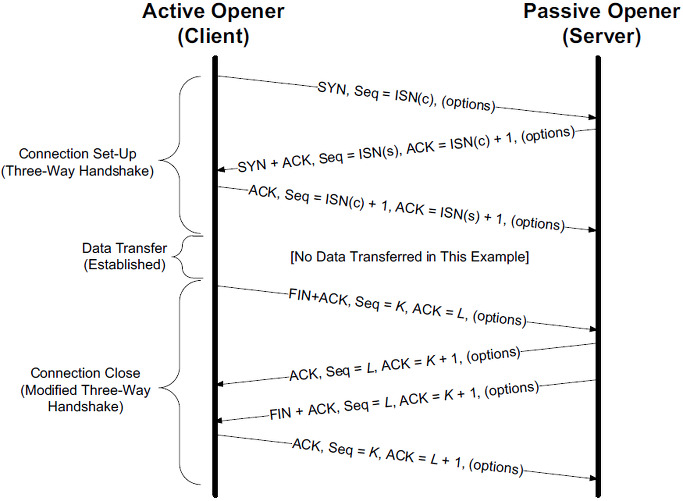 Active Opener
(Client)
Passive Opener
(Server)
SYN, Seq = ISN(c), (options)
SYN + ACK, Seq = ISN(s), ACK = ISN(c) + 1, (options)
Connection Set-Up
(Three-Way Handshake)
ACK, Seq = ISN(c) + 1, ACK = ISN(s) + 1, (options)
Data Transfer
(Established)
[No Data Transferred in This Example]
FIN+ACK, Seq = K, ACK = L, (options)
ACK, Seq = L, ACK = K + 1, (options)
Connection Close
(Modified Three-Way
Handshake)
FIN + ACK, Seq = L, ACK = K + 1, (options)
ACK, Seq = K, ACK = L + 1, (options)